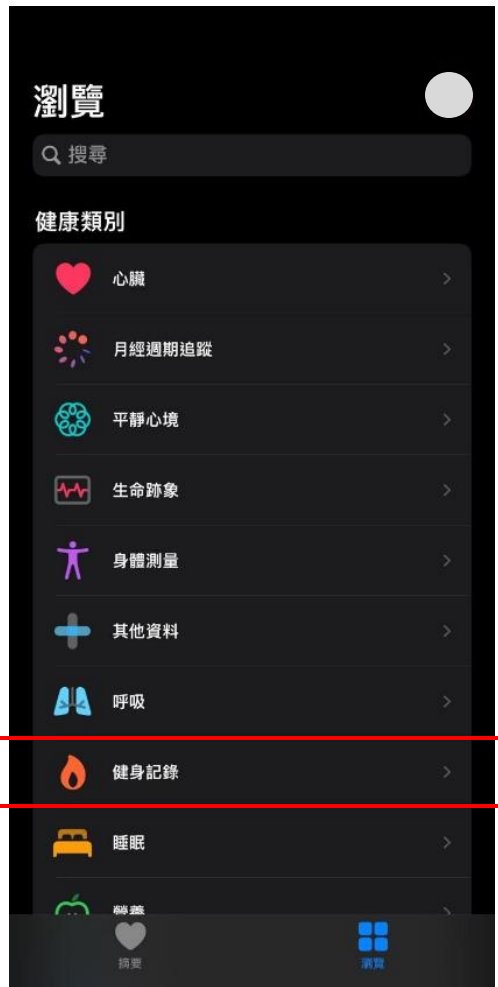 瀏覽
搜尋
健康類別
心臟
月經週期追蹤
平靜心境
生命跡象
身體測量
其他資料
呼吸
健身記錄
睡眠
營養
摘要
瀏覽